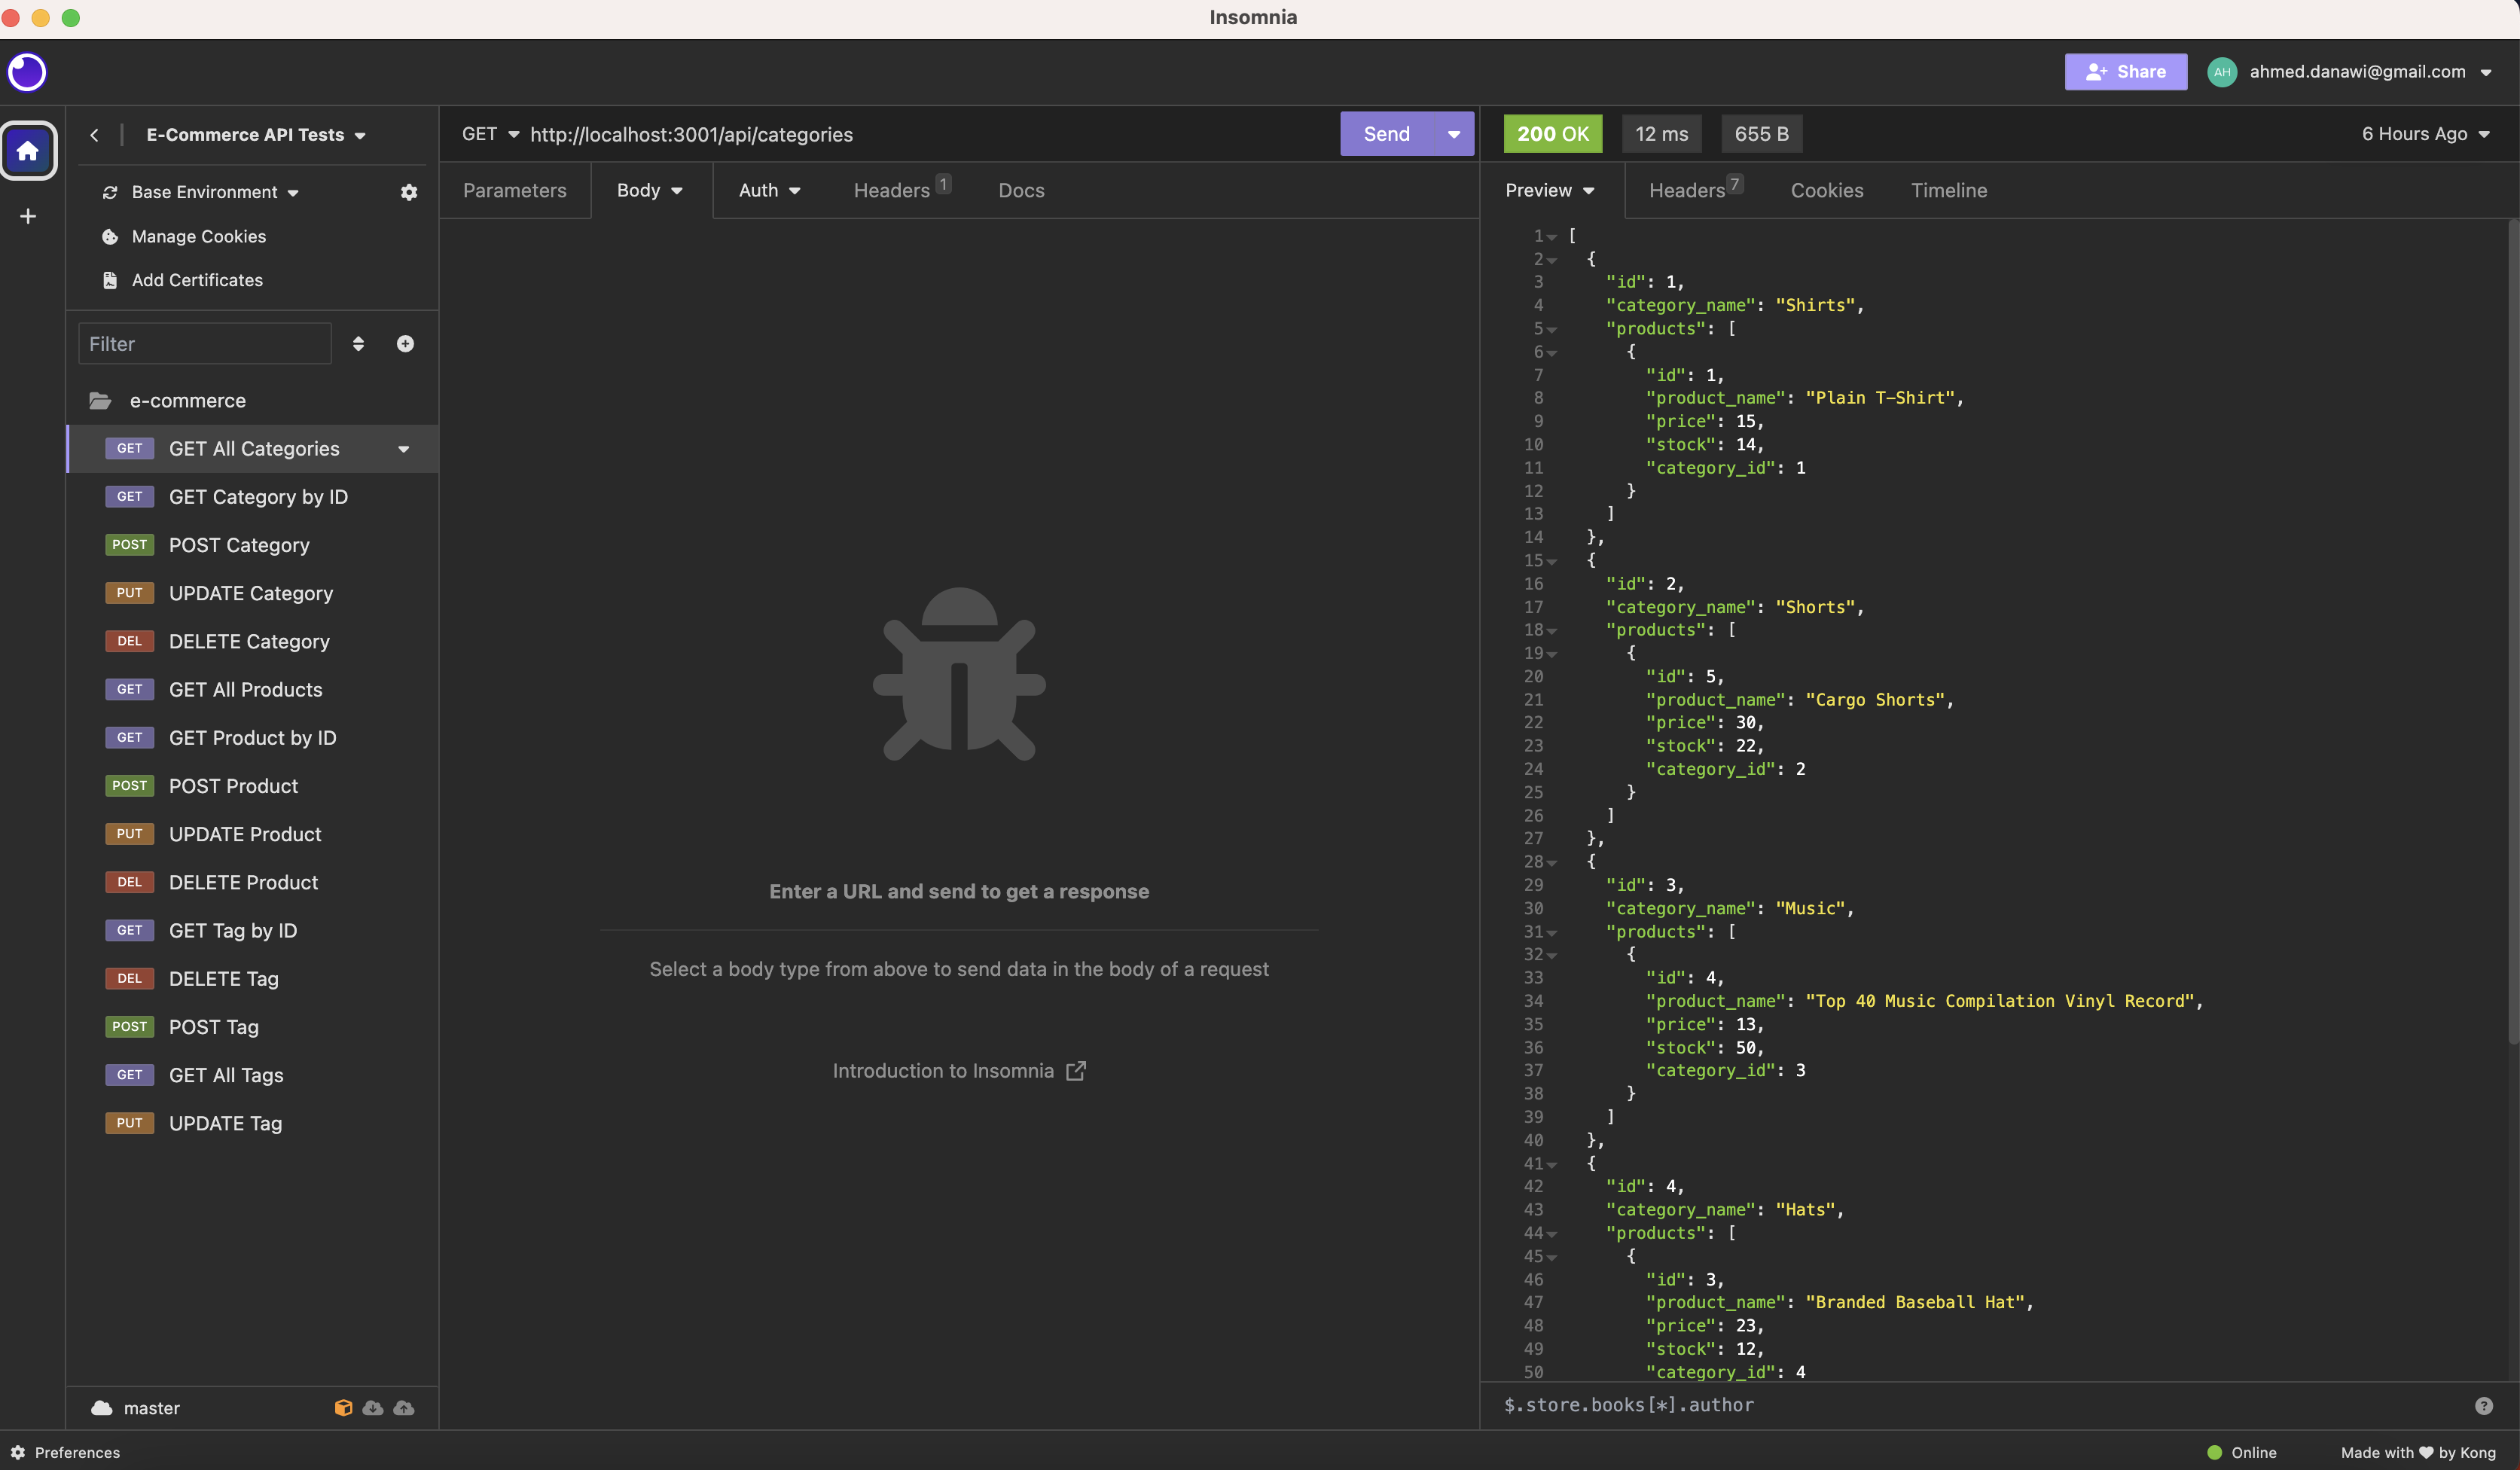 Insomnia
Share
AH
ahmed.danawi@gmail.com
E-Commerce API Tests
Base Environment
Manage Cookies
Add Certificates
Filter
e-commerce
GET GET All Categories
GET GET Category by ID
POST POST Category
PUT UPDATE Category
DEL DELETE Category
GET GET All Products
GET GET Product by ID
POST POST Product
PUT UPDATE Product
DEL DELETE Product
GET GET Tag by ID
DEL DELETE Tag
POST POST Tag
GET GET All Tags
PUT UPDATE Tag
master
GET http://localhost:3001/api/categories
Send
Parameters Body Auth Headers 1 Docs
Enter a URL and send to get a response
Select a body type from above to send data in the body of a request
Introduction to Insomnia
200 OK 12 ms 655 B 6 Hours Ago
Preview Headers 7 Cookies Timeline
1 [
2 {
3 "id": 1,
4 "category_name": "Shirts",
5 "products": [
6 {
7 "id": 1,
8 "product_name": "Plain T-Shirt",
9 "price": 15,
10 "stock": 14,
11 "category_id": 1
12 }
13 ]
14 },
15 {
16 "id": 2,
17 "category_name": "Shorts",
18 "products": [
19 {
20 "id": 5,
21 "product_name": "Cargo Shorts",
22 "price": 30,
23 "stock": 22,
24 "category_id": 2
25 }
26 ]
27 },
28 {
29 "id": 3,
30 "category_name": "Music",
31 "products": [
32 {
33 "id": 4,
34 "product_name": "Top 40 Music Compilation Vinyl Record",
35 "price": 13,
36 "stock": 50,
37 "category_id": 3
38 }
39 ]
40 },
41 {
42 "id": 4,
43 "category_name": "Hats",
44 "products": [
45 {
46 "id": 3,
47 "product_name": "Branded Baseball Hat",
48 "price": 23,
49 "stock": 12,
50 "category_id": 4
$.store.books[*].author
?
Preferences
Online
Made with ♥ by Kong